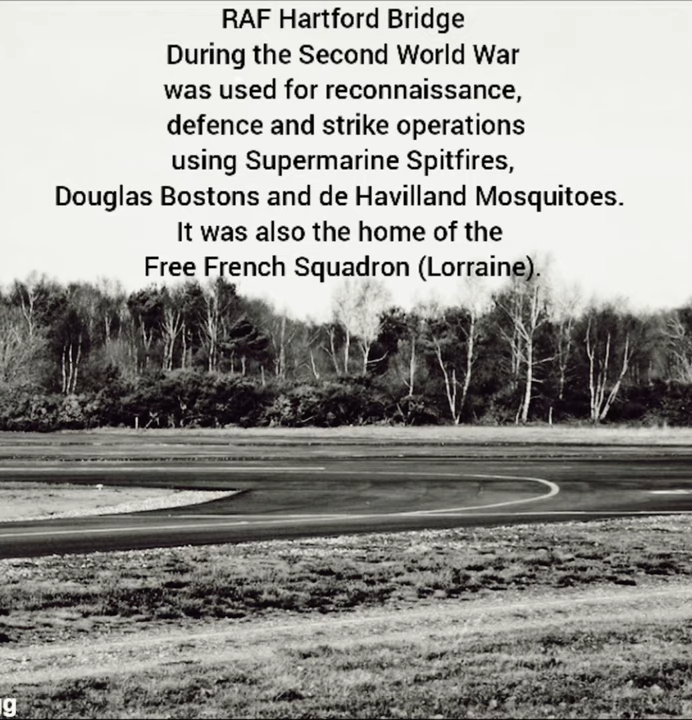 RAF Hartford Bridge
During the Second World War
was used for reconnaissance,
defence and strike operations
using Supermarine Spitfires,
Douglas Bostons and de Havilland Mosquitoes.
It was also the home of the
Free French Squadron (Lorraine).